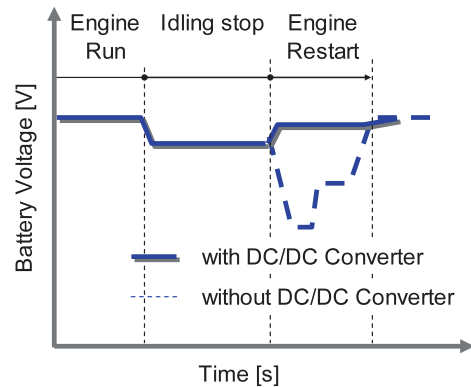 Engine
Run
Idling stop
Engine
Restart
Battery Voltage [V]
with DC/DC Converter
without DC/DC Converter
Time [s]